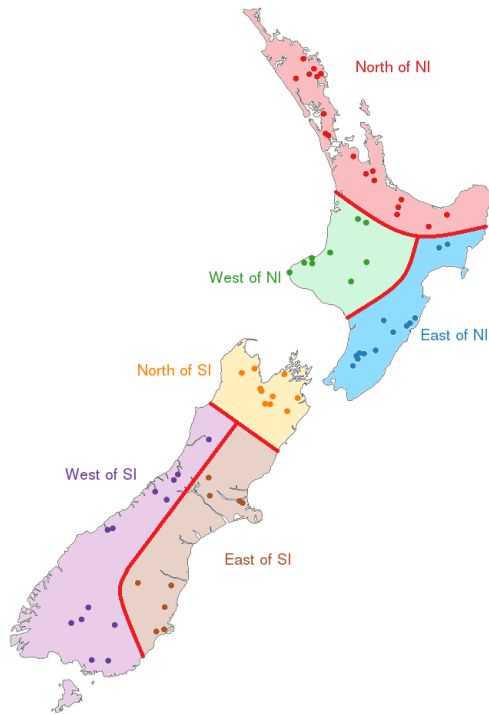 North of NI
West of NI
East of NI
North of SI
West of SI
East of SI